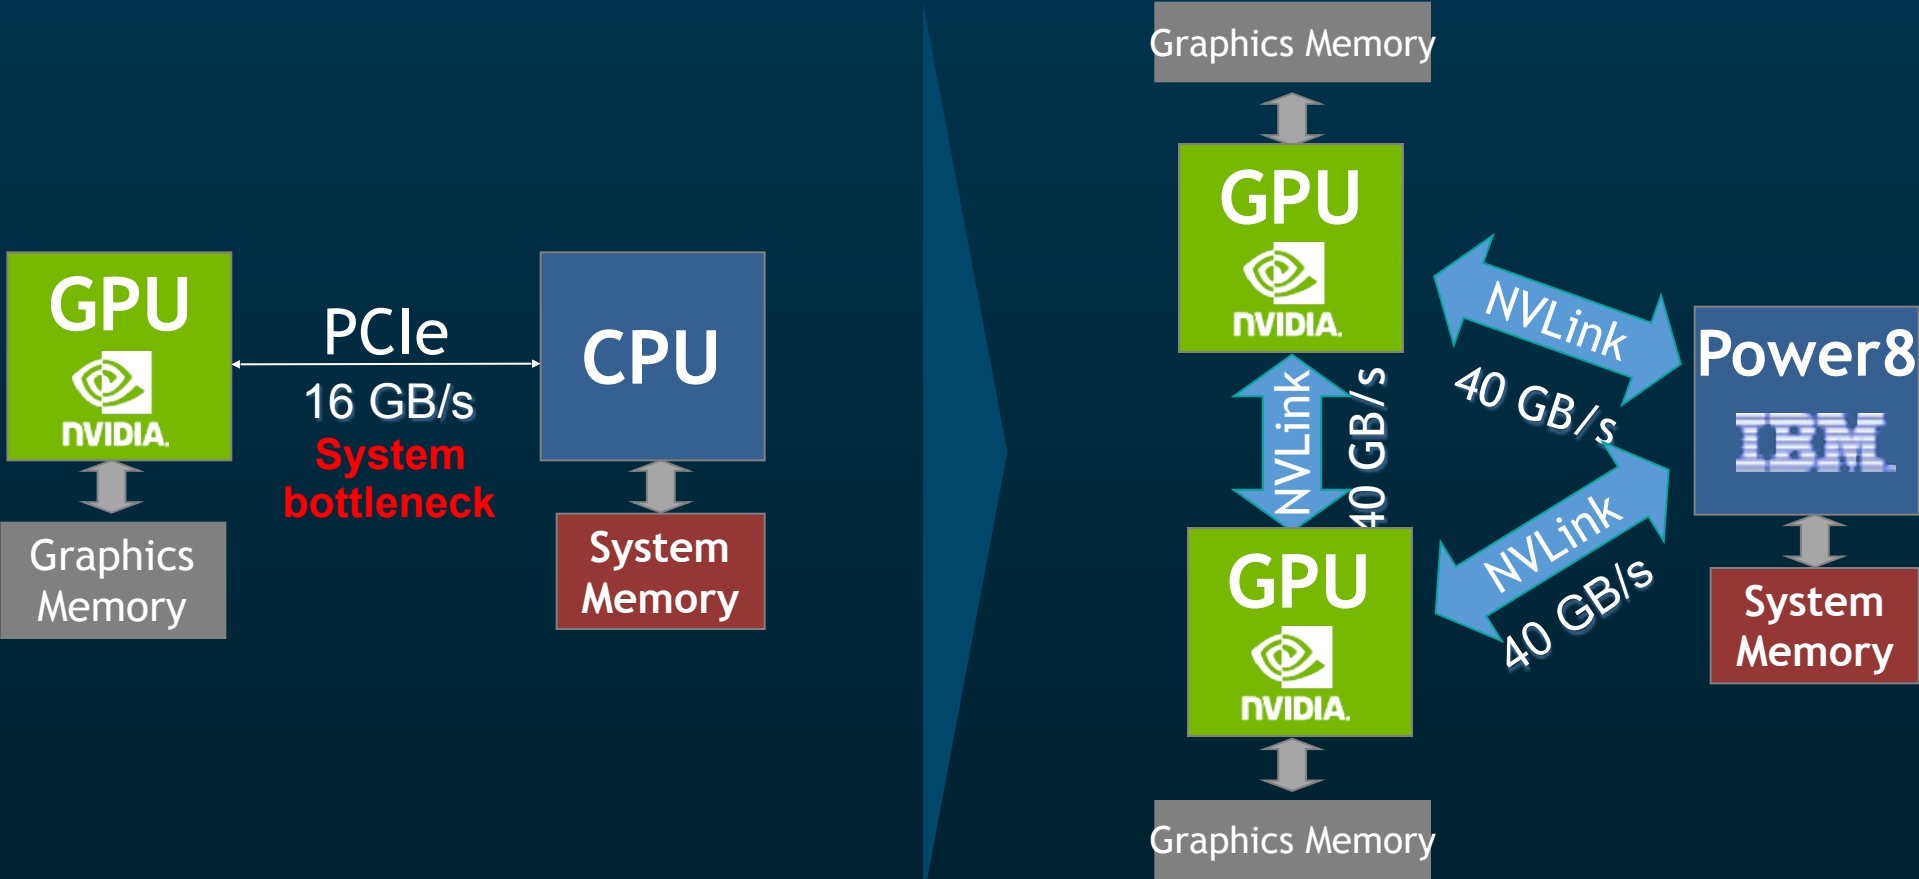 GPU
NVIDIA.
PCIe
16 GB/s
System
bottleneck
CPU
Graphics
Memory
System
Memory
Graphics Memory
GPU
NVIDIA.
NVLink
40 GB/s
NVLink
40 GB/s
Power8
IBM
NVLink
40 GB/s
GPU
NVIDIA.
System
Memory
Graphics Memory